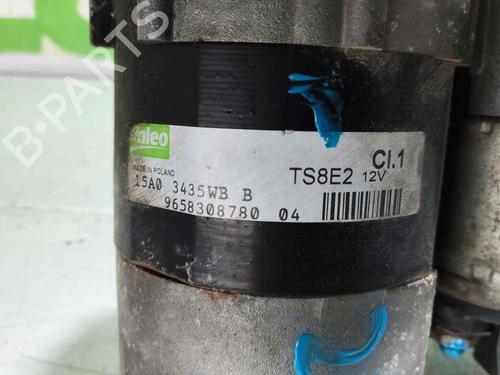 Valeo
MADE IN POLAND
Cl.1
TS8E2 12V
15A0 3435WB B
9658308780 04
B-PARTS